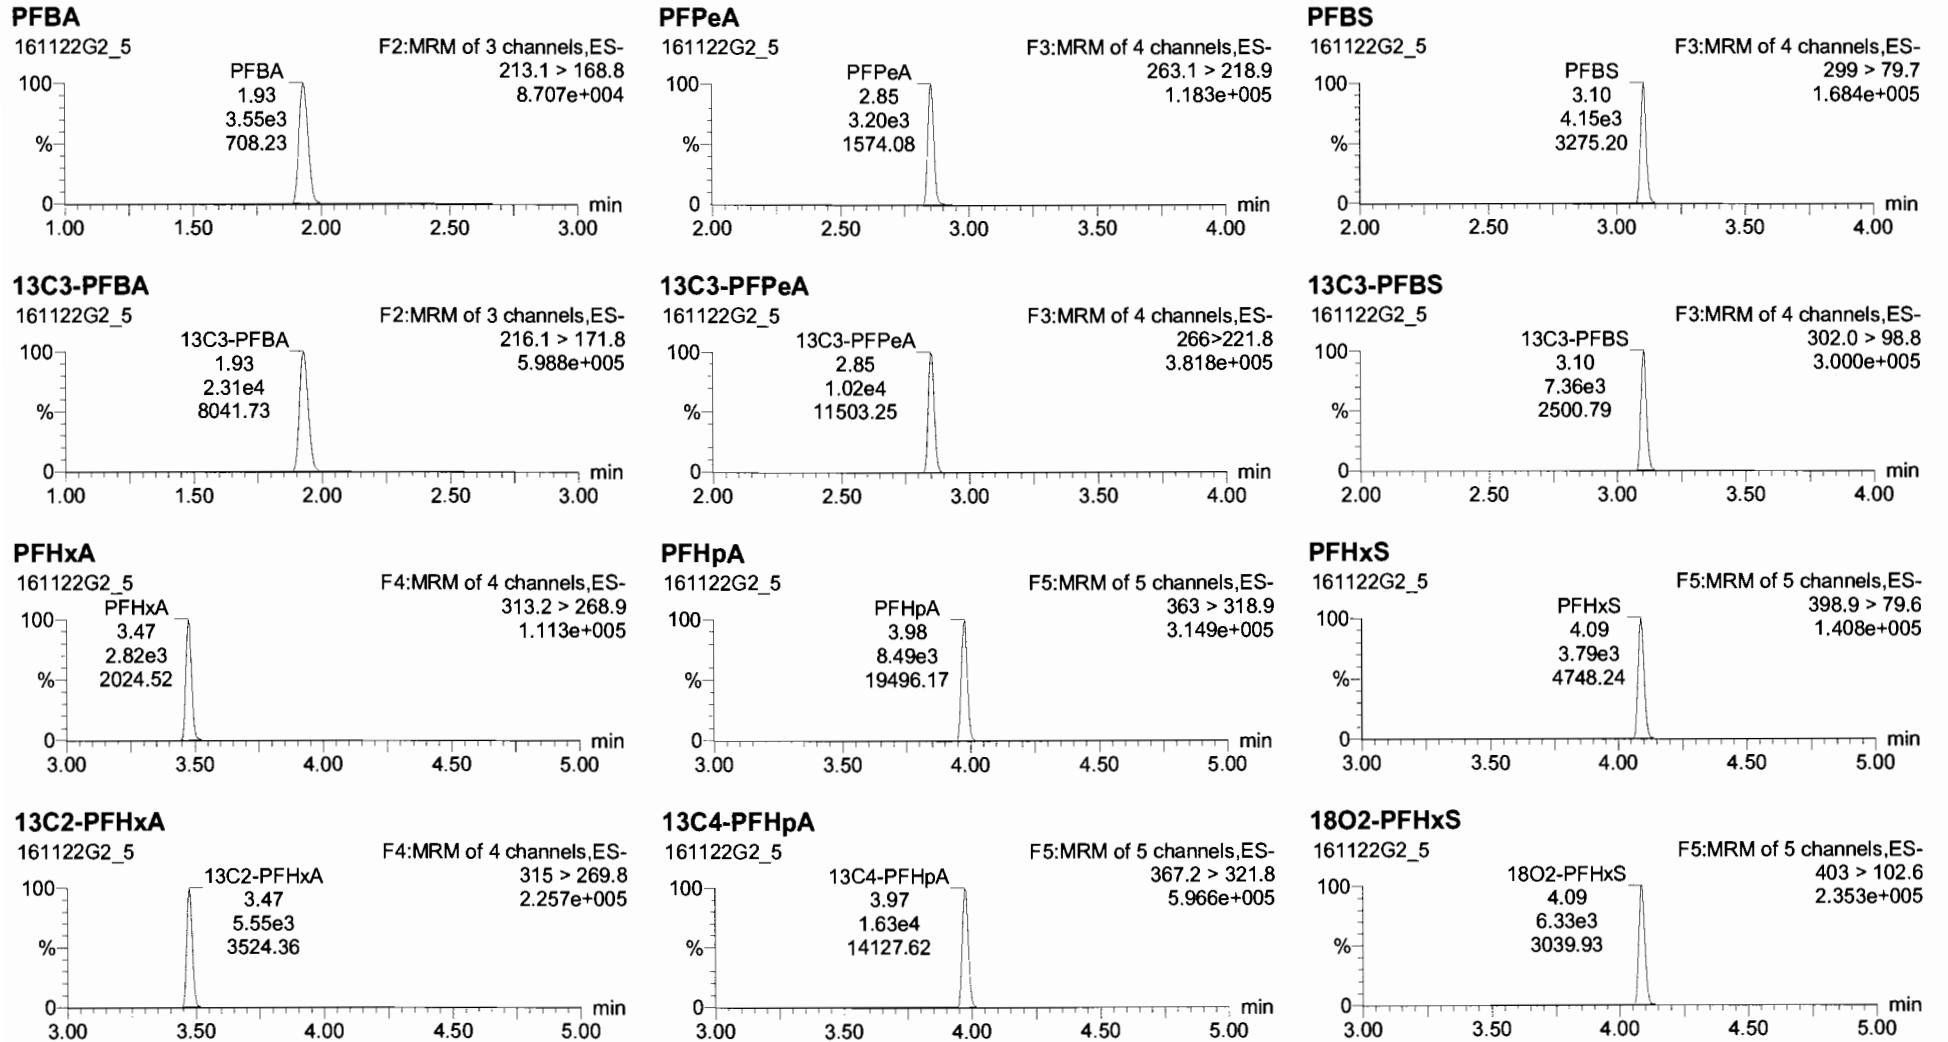 PFBA
161122G2_5
F2:MRM of 3 channels,ES-
213.1 > 168.8
8.707e+004
PFBA
1.93
3.55e3
708.23
100
%
0
min
1.00 1.50 2.00 2.50 3.00
PFPeA
161122G2_5
F3:MRM of 4 channels,ES-
263.1 > 218.9
1.183e+005
PFPeA
2.85
3.20e3
1574.08
100
%
0
min
2.00 2.50 3.00 3.50 4.00
PFBS
161122G2_5
F3:MRM of 4 channels,ES-
299 > 79.7
1.684e+005
PFBS
3.10
4.15e3
3275.20
100
%
0
min
2.00 2.50 3.00 3.50 4.00
13C3-PFBA
161122G2_5
F2:MRM of 3 channels,ES-
216.1 > 171.8
5.988e+005
13C3-PFBA
1.93
2.31e4
8041.73
100
%
0
min
1.00 1.50 2.00 2.50 3.00
13C3-PFPeA
161122G2_5
F3:MRM of 4 channels,ES-
266>221.8
3.818e+005
13C3-PFPeA
2.85
1.02e4
11503.25
100
%
0
min
2.00 2.50 3.00 3.50 4.00
13C3-PFBS
161122G2_5
F3:MRM of 4 channels,ES-
302.0 > 98.8
3.000e+005
13C3-PFBS
3.10
7.36e3
2500.79
100
%
0
min
2.00 2.50 3.00 3.50 4.00
PFHxA
161122G2_5
F4:MRM of 4 channels,ES-
313.2 > 268.9
1.113e+005
PFHxA
3.47
2.82e3
2024.52
100
%
0
min
3.00 3.50 4.00 4.50 5.00
PFHpA
161122G2_5
F5:MRM of 5 channels,ES-
363 > 318.9
3.149e+005
PFHpA
3.98
8.49e3
19496.17
100
%
0
min
3.00 3.50 4.00 4.50 5.00
PFHxS
161122G2_5
F5:MRM of 5 channels,ES-
398.9 > 79.6
1.408e+005
PFHxS
4.09
3.79e3
4748.24
100
%
0
min
3.00 3.50 4.00 4.50 5.00
13C2-PFHxA
161122G2_5
F4:MRM of 4 channels,ES-
315 > 269.8
2.257e+005
13C2-PFHxA
3.47
5.55e3
3524.36
100
%
0
min
3.00 3.50 4.00 4.50 5.00
13C4-PFHpA
161122G2_5
F5:MRM of 5 channels,ES-
367.2 > 321.8
5.966e+005
13C4-PFHpA
3.97
1.63e4
14127.62
100
%
0
min
3.00 3.50 4.00 4.50 5.00
18O2-PFHxS
161122G2_5
F5:MRM of 5 channels,ES-
403 > 102.6
2.353e+005
18O2-PFHxS
4.09
6.33e3
3039.93
100
%
0
min
3.00 3.50 4.00 4.50 5.00